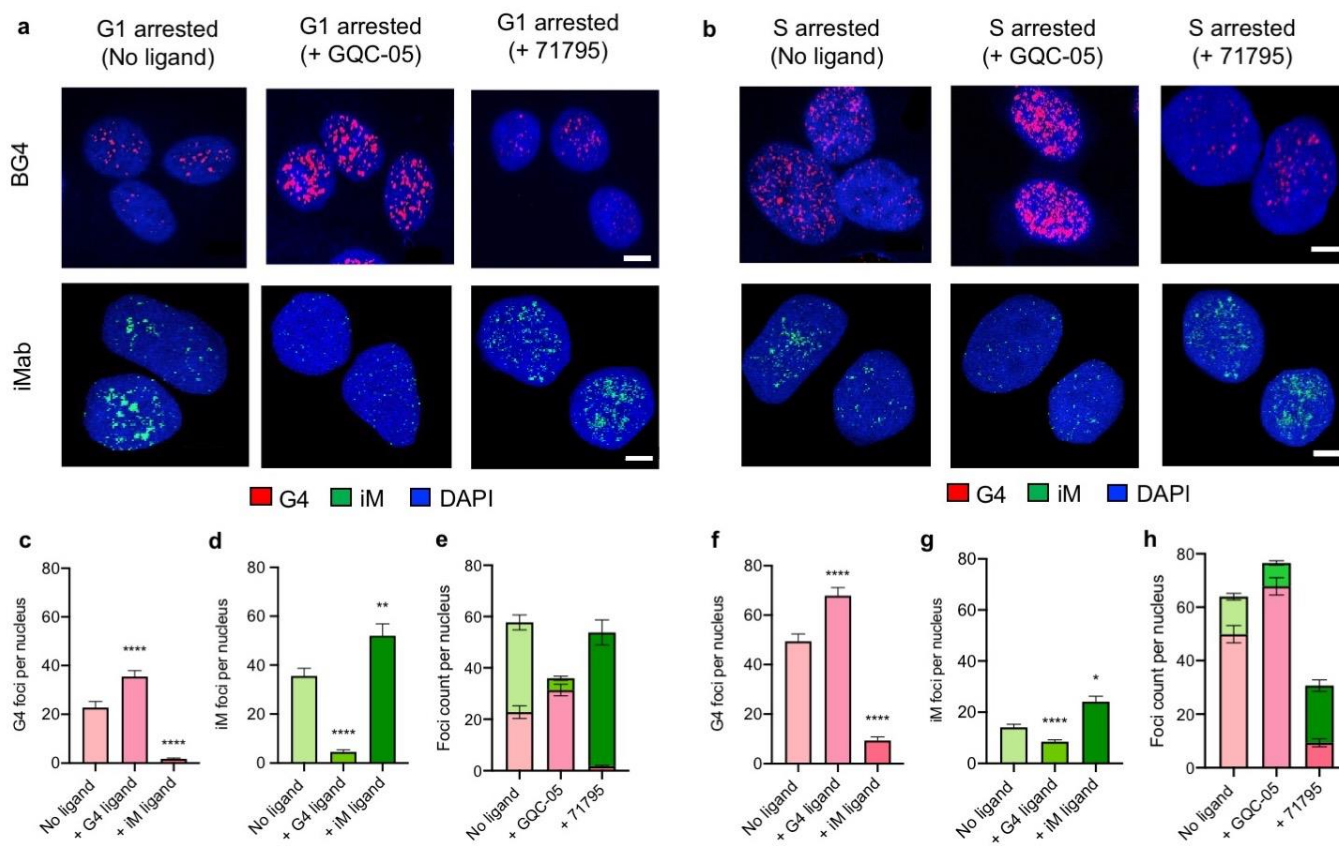 a
G1 arrested
(No ligand)
G1 arrested
(+ GQC-05)
G1 arrested
(+ 71795)
b
S arrested
(No ligand)
S arrested
(+ GQC-05)
S arrested
(+ 71795)
BG4
iMab
G4 iM DAPI
G4 iM DAPI
c
G4 foci per nucleus
80
60
40
20
0
****
****
No ligand
+ G4 ligand
+ iM ligand
d
iM foci per nucleus
80
60
40
20
0
****
**
No ligand
+ G4 ligand
+ iM ligand
e
Foci count per nucleus
80
60
40
20
0
No ligand
+ GQC-05
+ 71795
f
G4 foci per nucleus
80
60
40
20
0
****
****
No ligand
+ G4 ligand
+ iM ligand
g
iM foci per nucleus
80
60
40
20
0
****
*
No ligand
+ G4 ligand
+ iM ligand
h
Foci count per nucleus
80
60
40
20
0
No ligand
+ GQC-05
+ 71795